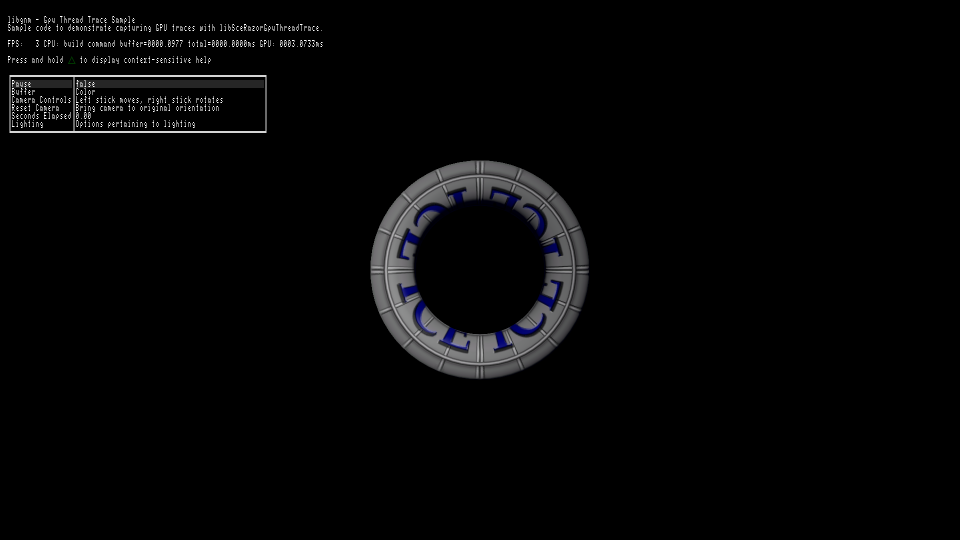 libgnm - Gpu Thread Trace Sample
Sample code to demonstrate capturing GPU traces with libSceRazorGpuThreadTrace.
FPS: 3 CPU: build command buffer=0000.0977 total=0000.0000ms GPU: 0003.0733ms
Press and hold △ to display context-sensitive help
Pause false
Buffer Color
Camera Controls Left stick moves, right stick rotates
Reset Camera Bring camera to original orientation
Seconds Elapsed 0.00
Lighting Options pertaining to lighting
ICE ICE ICE ICE